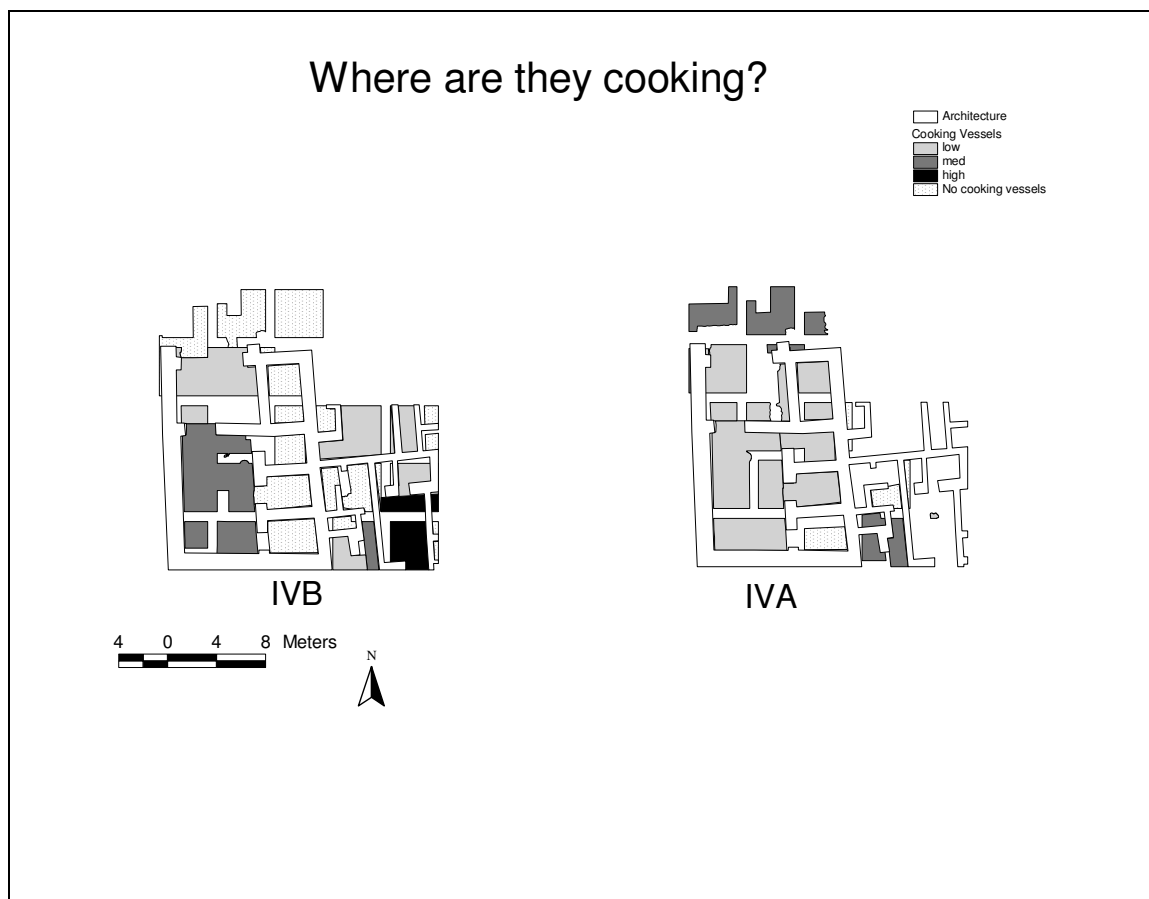 Where are they cooking?
Architecture
Cooking Vessels
low
med
high
No cooking vessels
IVB
IVA
4 0 4 8 Meters
N